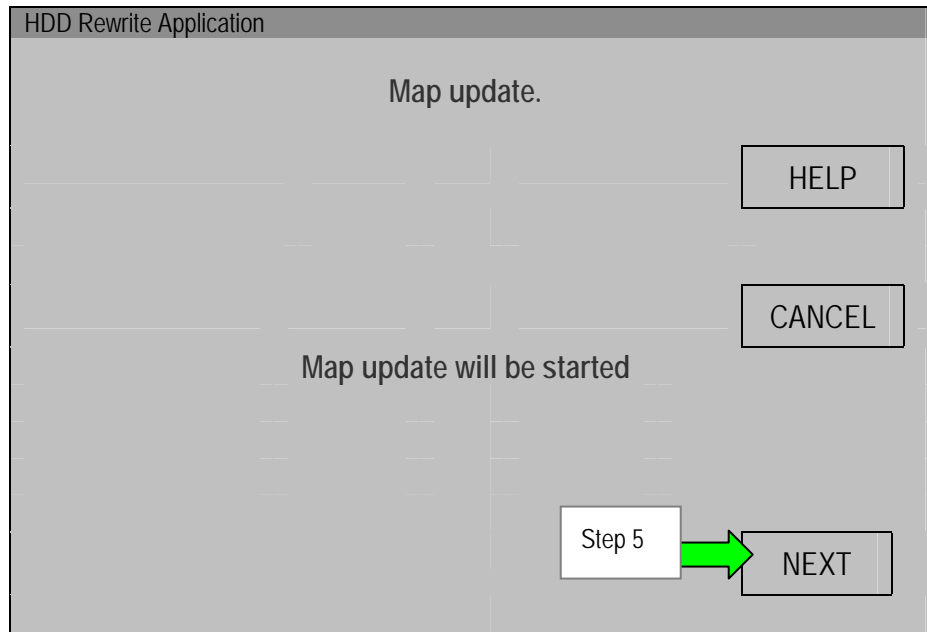 HDD Rewrite Application
Map update.
HELP
CANCEL
Map update will be started
Step 5
NEXT